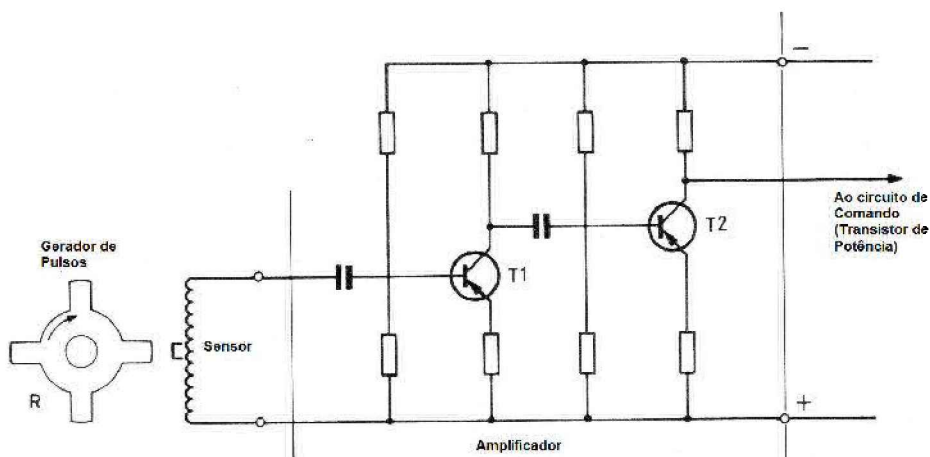 −
Ao circuito de
Comando
(Transistor de
Potência)
T2
T1
Gerador de
Pulsos
Sensor
R
+
Amplificador